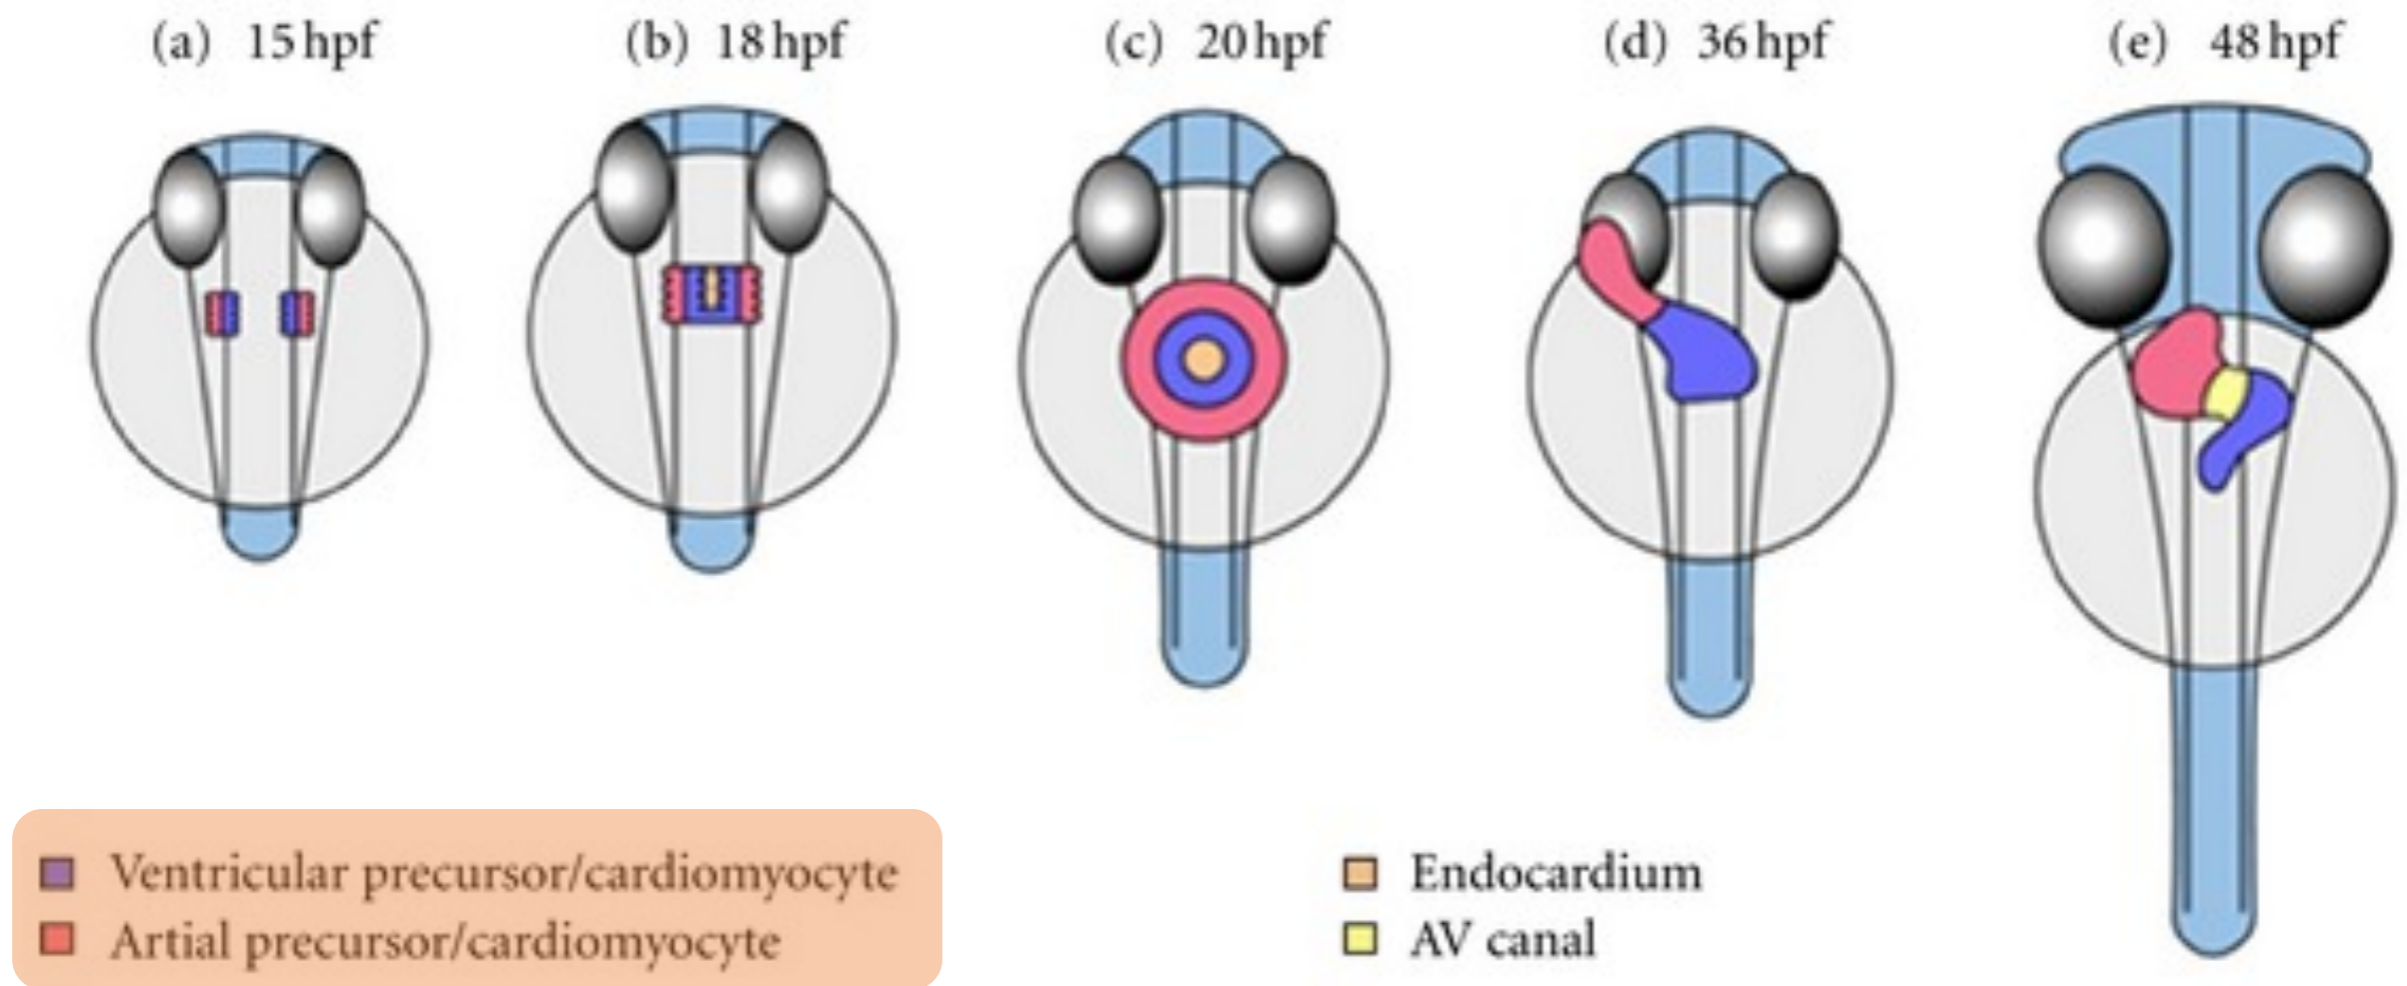 (a) 15 hpf
(b) 18 hpf
(c) 20 hpf
(d) 36 hpf
(e) 48 hpf
Ventricular precursor/cardiomyocyte
Artial precursor/cardiomyocyte
Endocardium
AV canal